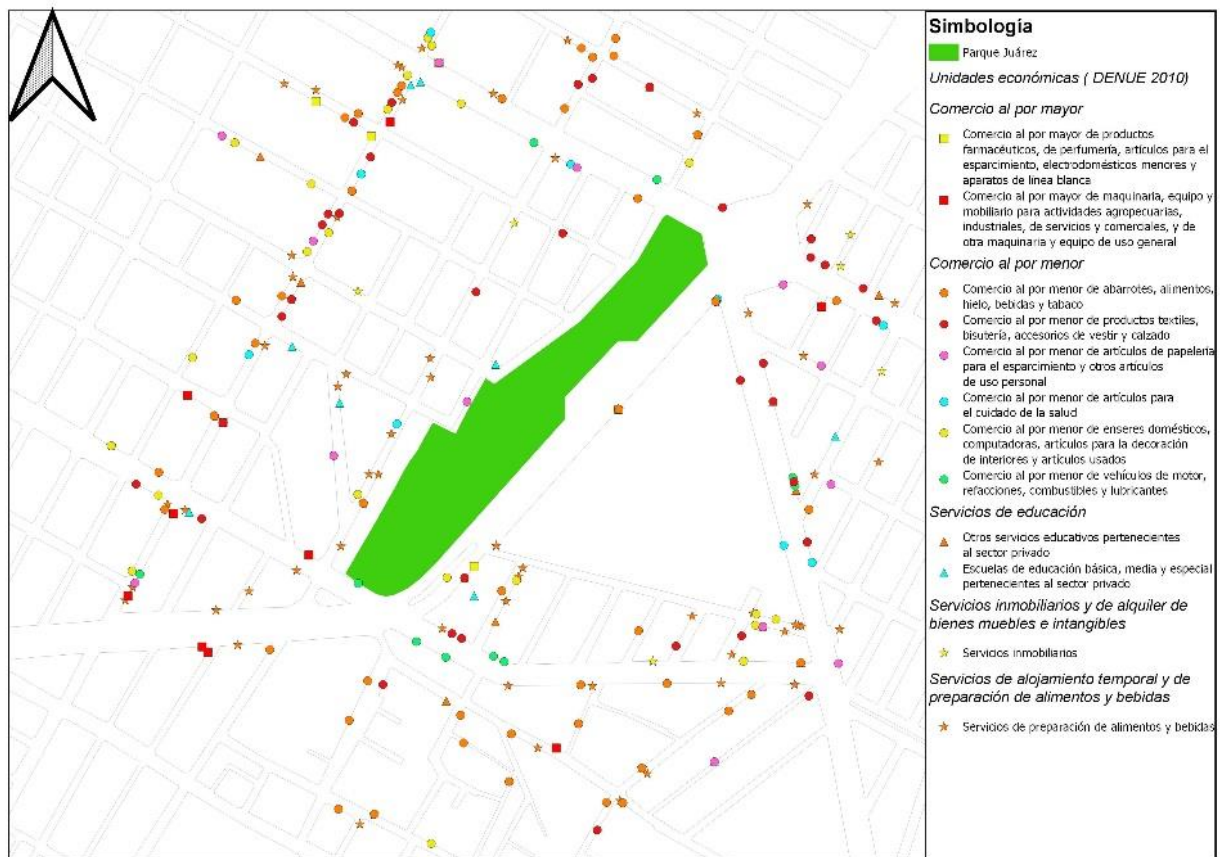 Simbología
Parque Juárez
Unidades económicas ( DENUE 2010)
Comercio al por mayor
Comercio al por mayor de productos
farmacéuticos, de perfumería, artículos para el
esparcimiento, electrodomésticos menores y
aparatos de línea blanca
Comercio al por mayor de maquinaria, equipo y
mobiliario para actividades agropecuarias,
industriales, de servicios y comerciales, y de
otra maquinaria y equipo de uso general
Comercio al por menor
Comercio al por menor de abarrotes, alimentos,
hielo, bebidas y tabaco
Comercio al por menor de productos textiles,
bisutería, accesorios de vestir y calzado
Comercio al por menor de artículos de papelería
para el esparcimiento y otros artículos
de uso personal
Comercio al por menor de artículos para
el cuidado de la salud
Comercio al por menor de enseres domésticos,
computadoras, artículos para la decoración
de interiores y artículos usados
Comercio al por menor de vehículos de motor,
refacciones, combustibles y lubricantes
Servicios de educación
Otros servicios educativos pertenecientes
al sector privado
Escuelas de educación básica, media y especial
pertenecientes al sector privado
Servicios inmobiliarios y de alquiler de
bienes muebles e intangibles
Servicios inmobiliarios
Servicios de alojamiento temporal y de
preparación de alimentos y bebidas
Servicios de preparación de alimentos y bebidas